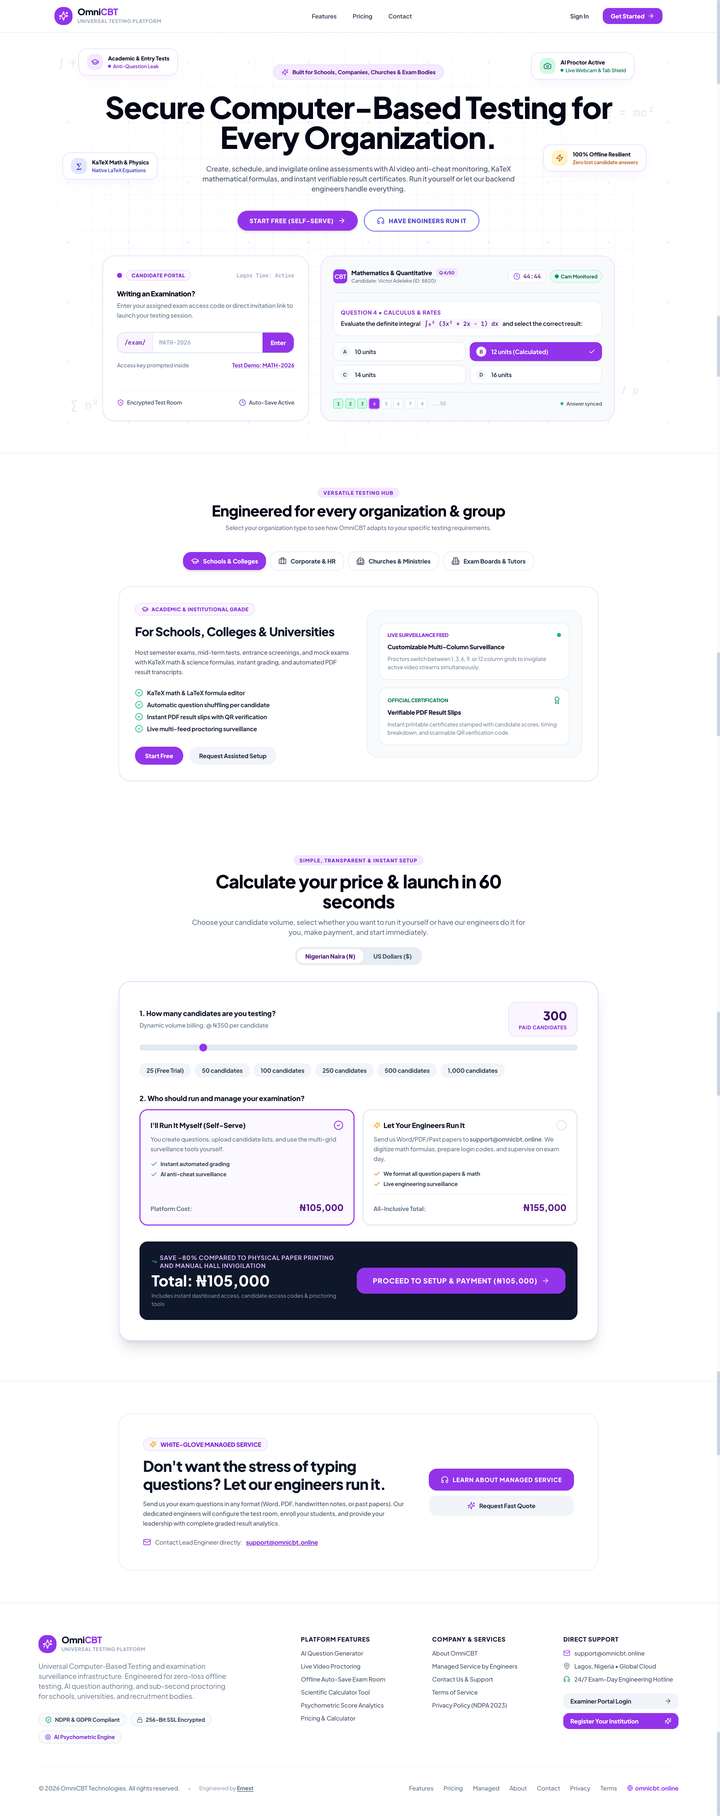 OmniCBT
UNIVERSAL TESTING PLATFORM
Features
Pricing
Contact
Sign In
Get Started
Academic & Entry Tests
Anti-Question Leak
AI Proctor Active
Live Webcam & Tab Shield
Built for Schools, Companies, Churches & Exam Bodies
Secure Computer-Based Testing for
Every Organization.
KaTeX Math & Physics
Native LaTeX Equations
100% Offline Resilient
Zero lost candidate answers
Create, schedule, and invigilate online assessments with AI video anti-cheat monitoring, KaTeX
mathematical formulas, and instant verifiable result certificates. Run it yourself or let our backend
engineers handle everything.
START FREE (SELF-SERVE)
HAVE ENGINEERS RUN IT
CANDIDATE PORTAL
Lagos Time: Active
Writing an Examination?
Enter your assigned exam access code or direct invitation link to
launch your testing session.
/exam/
MATH-2026
Enter
Access key prompted inside
Test Demo: MATH-2026
Encrypted Test Room
Auto-Save Active
CBT
Mathematics & Quantitative
Q 4/50
Candidate: Victor Adeleke (ID: 8820)
44:44
Cam Monitored
QUESTION 4 • CALCULUS & RATES
Evaluate the definite integral ∫₀² (3x² + 2x - 1) dx and select the correct result:
A 10 units
B 12 units (Calculated)
C 14 units
D 16 units
1 2 3 4 5 6 7 8 ...50
Answer synced
VERSATILE TESTING HUB
Engineered for every organization & group
Select your organization type to see how OmniCBT adapts to your specific testing requirements.
Schools & Colleges
Corporate & HR
Churches & Ministries
Exam Boards & Tutors
ACADEMIC & INSTITUTIONAL GRADE
For Schools, Colleges & Universities
Host semester exams, mid-term tests, entrance screenings, and mock exams
with KaTeX math & science formulas, instant grading, and automated PDF
result transcripts.
KaTeX math & LaTeX formula editor
Automatic question shuffling per candidate
Instant PDF result slips with QR verification
Live multi-feed proctoring surveillance
Start Free
Request Assisted Setup
LIVE SURVEILLANCE FEED
Customizable Multi-Column Surveillance
Proctors switch between 1, 3, 6, 9, or 12 column grids to invigilate
active video streams simultaneously.
OFFICIAL CERTIFICATION
Verifiable PDF Result Slips
Instant printable certificates stamped with candidate scores, timing
breakdown, and scannable QR verification code.
SIMPLE, TRANSPARENT & INSTANT SETUP
Calculate your price & launch in 60
seconds
Choose your candidate volume, select whether you want to run it yourself or have our engineers do it for
you, make payment, and start immediately.
Nigerian Naira (₦)
US Dollars ($)
1. How many candidates are you testing?
Dynamic volume billing: @ ₦350 per candidate
300
PAID CANDIDATES
25 (Free Trial)
50 candidates
100 candidates
250 candidates
500 candidates
1,000 candidates
2. Who should run and manage your examination?
I'll Run It Myself (Self-Serve)
You create questions, upload candidate lists, and use the multi-grid
surveillance tools yourself.
Instant automated grading
AI anti-cheat surveillance
Platform Cost:
₦105,000
Let Your Engineers Run It
Send us Word/PDF/Past papers to support@omnicbt.online. We
digitize math formulas, prepare login codes, and supervise on exam
day.
We format all question papers & math
Live engineering surveillance
All-Inclusive Total:
₦155,000
SAVE ~80% COMPARED TO PHYSICAL PAPER PRINTING
AND MANUAL HALL INVIGILATION
Total: ₦105,000
Includes instant dashboard access, candidate access codes & proctoring
tools
PROCEED TO SETUP & PAYMENT (₦105,000)
WHITE-GLOVE MANAGED SERVICE
Don't want the stress of typing
questions? Let our engineers run it.
Send us your exam questions in any format (Word, PDF, handwritten notes, or past papers). Our
dedicated engineers will configure the test room, enroll your students, and provide your
leadership with complete graded result analytics.
Contact Lead Engineer directly: support@omnicbt.online
LEARN ABOUT MANAGED SERVICE
Request Fast Quote
OmniCBT
UNIVERSAL TESTING PLATFORM
Universal Computer-Based Testing and examination
surveillance infrastructure. Engineered for zero-loss offline
testing, AI question authoring, and sub-second proctoring
for schools, universities, and recruitment bodies.
NDPR & GDPR Compliant
256-Bit SSL Encrypted
AI Psychometric Engine
PLATFORM FEATURES
AI Question Generator
Live Video Proctoring
Offline Auto-Save Exam Room
Scientific Calculator Tool
Psychometric Score Analytics
Pricing & Calculator
COMPANY & SERVICES
About OmniCBT
Managed Service by Engineers
Contact Us & Support
Terms of Service
Privacy Policy (NDPA 2023)
DIRECT SUPPORT
support@omnicbt.online
Lagos, Nigeria • Global Cloud
24/7 Exam-Day Engineering Hotline
Examiner Portal Login
Register Your Institution
© 2026 OmniCBT Technologies. All rights reserved.
•
Engineered by Ernest
Features
Pricing
Managed
About
Contact
Privacy
Terms
omnicbt.online